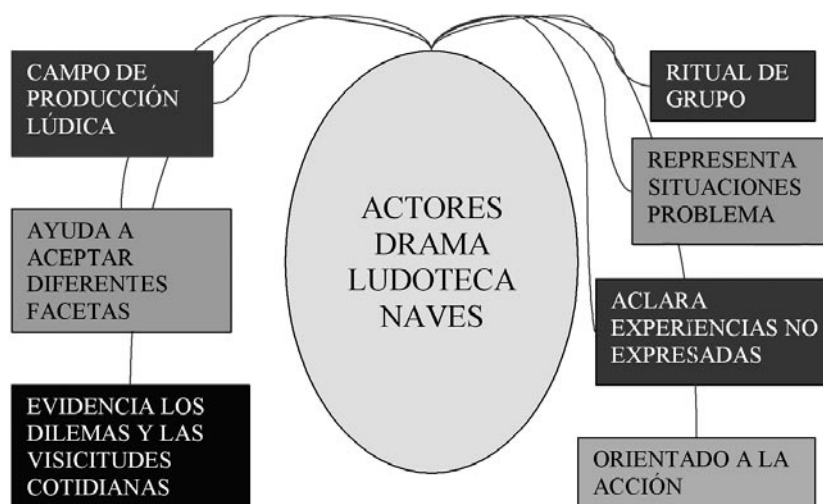 CAMPO DE
PRODUCCIÓN
LÚDICA
AYUDA A
ACEPTAR
DIFERENTES
FACETAS
EVIDENCIA LOS
DILEMAS Y LAS
VISICITUDES
COTIDIANAS
ACTORES
DRAMA
LUDOTECA
NAVES
RITUAL DE
GRUPO
REPRESENTA
SITUACIONES
PROBLEMA
ACLARA
EXPERIENCIAS NO
EXPRESADAS
ORIENTADO A LA
ACCIÓN